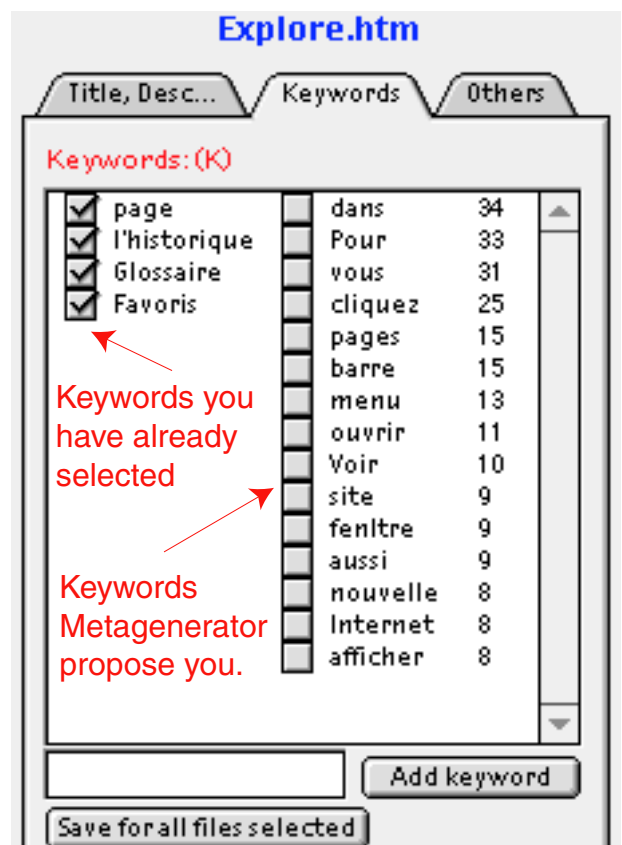 Explore.htm
Title, Desc... Keywords Others
Keywords:(K)
page dans 34
l'historique Pour 33
Glossaire vous 31
Favoris cliquez 25
pages 15
barre 15
menu 13
ouvrir 11
Voir 10
site 9
fenItre 9
aussi 9
nouvelle 8
Internet 8
afficher 8
Keywords you
have already
selected
Keywords
Metagenerator
propose you.
Add keyword
Save for all files selected